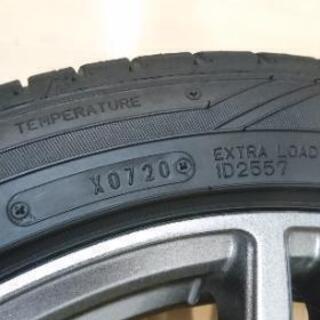 TEMPERATURE
X0720
EXTRA LOAD
1D2557